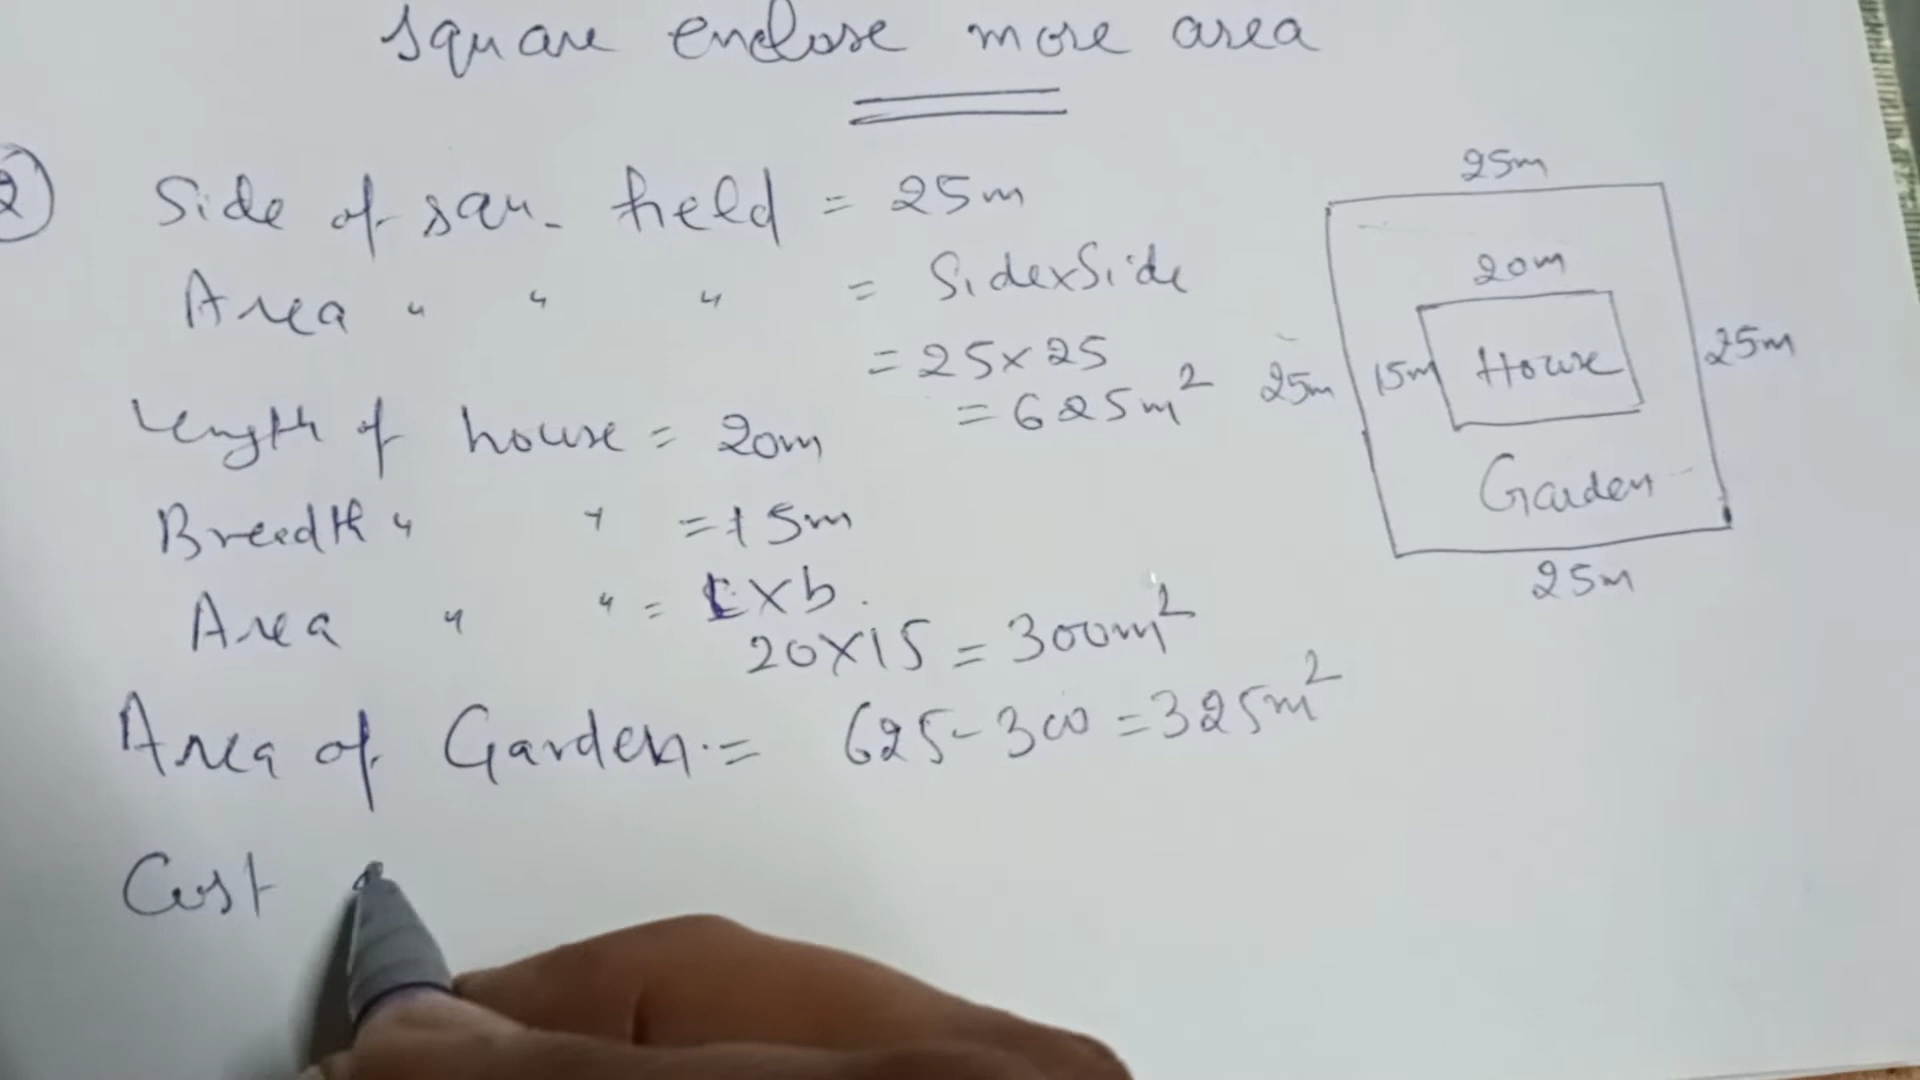 square enclose more area
2
Side of squ. field = 25m
Area " " " = Side×Side
= 25×25
= 625m²
Length of house = 20m
Breadth " " = 15m
Area " " = l×b.
20×15 = 300m²
Area of Garden. = 625-300 = 325m²
Cost
25m
20m
25m
15m
House
25m
Garden
25m